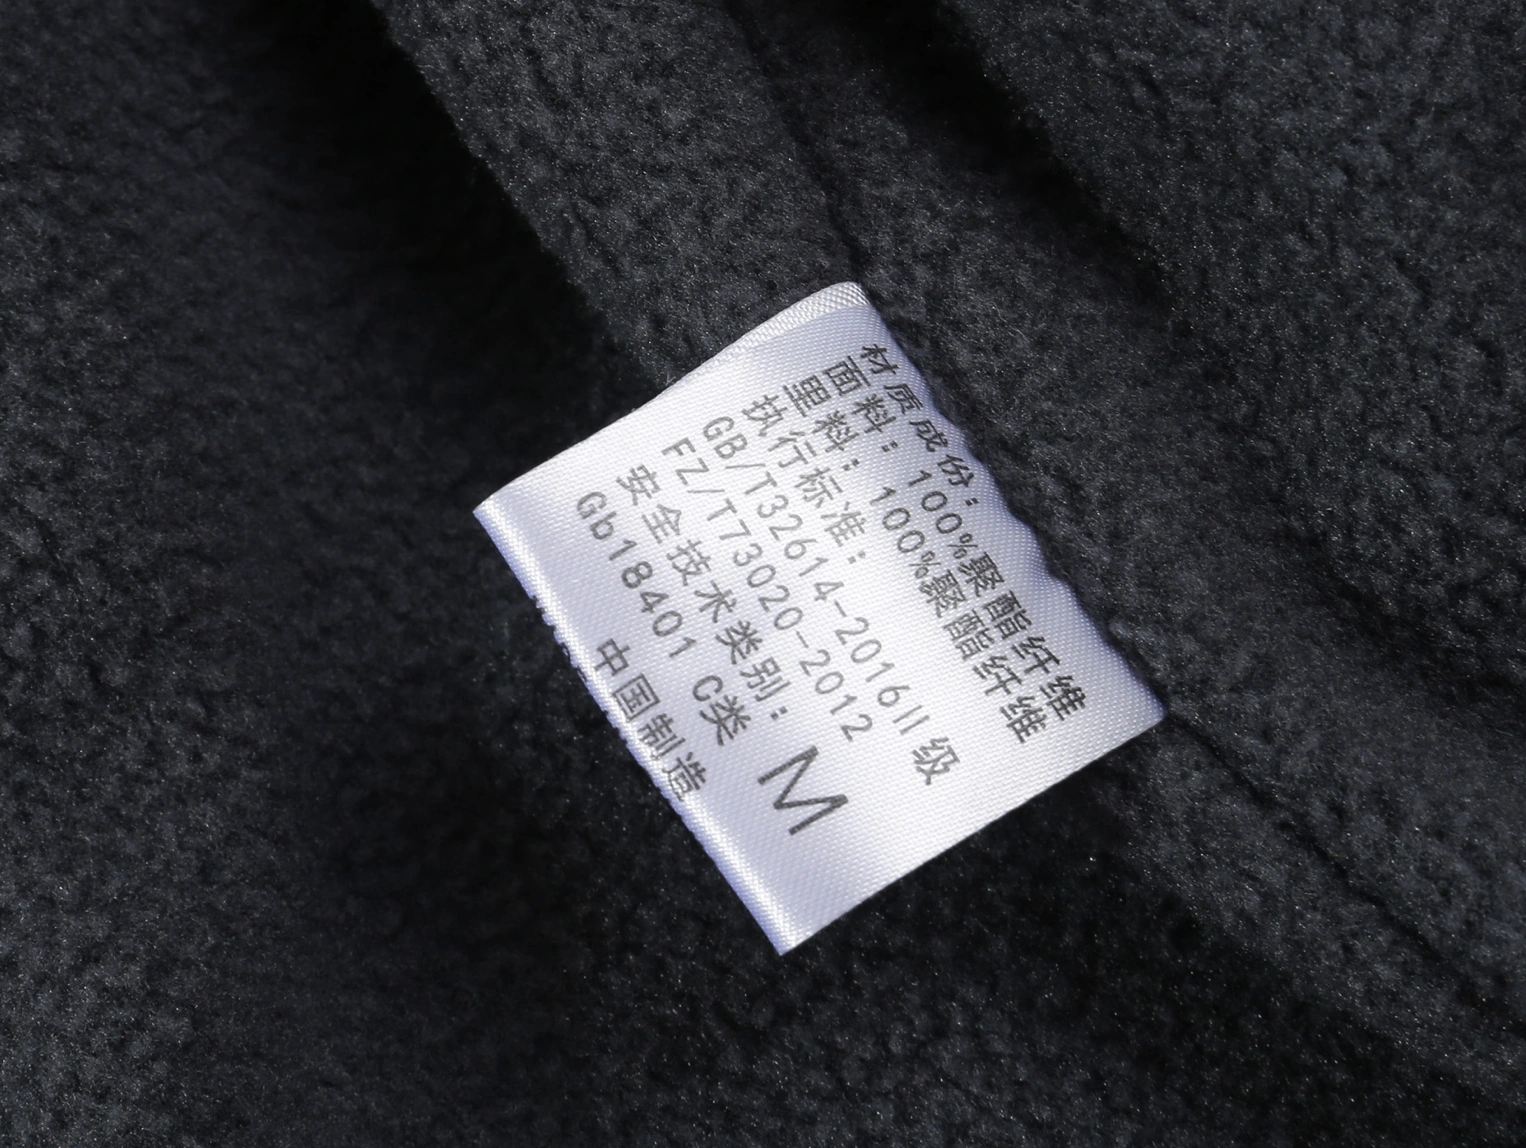 材质成份:
面料: 100%聚酯纤维
里料: 100%聚酯纤维
执行标准:
GB/T32614-2016II级
FZ/T73020-2012
安全技术类别:
Gb18401 C类
M
中国制造